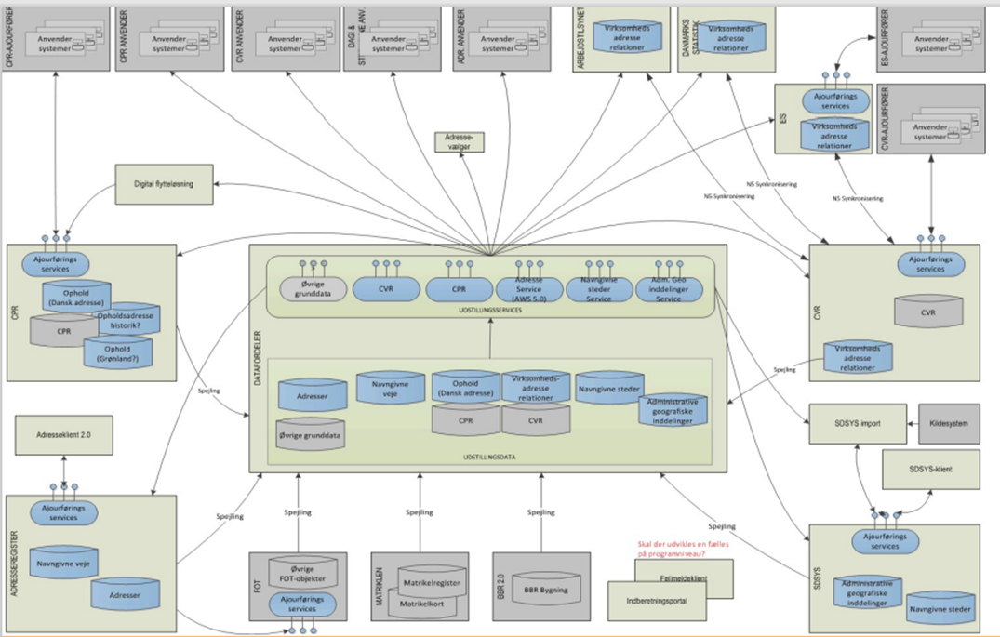 CPR-AJOURFØRER
Anvender
systemer
CPR ANVENDER
Anvender
systemer
CVR ANVENDER
Anvender
systemer
DAGI &
Anvender
systemer
ADR. ANVENDER
Anvender
systemer
ARBEJDSTILSYNET
Virksomheds
adresse
relationer
DANMARKS
STATISTIK
Virksomheds
adresse
relationer
ES-AJOURFØRER
Anvender
systemer
ES
Ajourførings
services
Virksomheds
adresse
relationer
CVR-AJOURFØRER
Anvender
systemer
Adresse-
vælger
Digital flytteløsning
NS Synkronisering
NS Synkronisering
NS Synkronisering
CPR
Ajourførings
services
Ophold
(Dansk adresse)
Opholdsadresse
historik?
CPR
Ophold
(Grønland?)
Spejling
DATAFORDELER
Øvrige
grunddata
CVR
CPR
Adresse
Service
(AWS 5.0)
Navngivne
steder
Service
Adm. Geo
inddelinger
Service
UDSTILLINGSSERVICES
Adresser
Navngivne
veje
Ophold
(Dansk adresse)
Virksomheds-
adresse
relationer
Navngivne steder
Administrative
geografiske
inddelinger
Øvrige grunddata
CPR
CVR
UDSTILLINGSDATA
CVR
Ajourførings
services
CVR
Virksomheds
adresse
relationer
Spejling
Adresseklient 2.0
SDSYS import
Kildesystem
SDSYS-klient
ADRESSEREGISTER
Ajourførings
services
Navngivne veje
Adresser
Spejling
Spejling
Spejling
Spejling
Spejling
FOT
Øvrige
FOT-objekter
Ajourførings
services
MATRIKLEN
Matrikelregister
Matrikelkort
BBR 2.0
BBR Bygning
Skal der udvikles en fælles
på programniveau?
Fejlmeldeklient
Indberetningsportal
SDSYS
Ajourførings
services
Administrative
geografiske
inddelinger
Navngivne steder